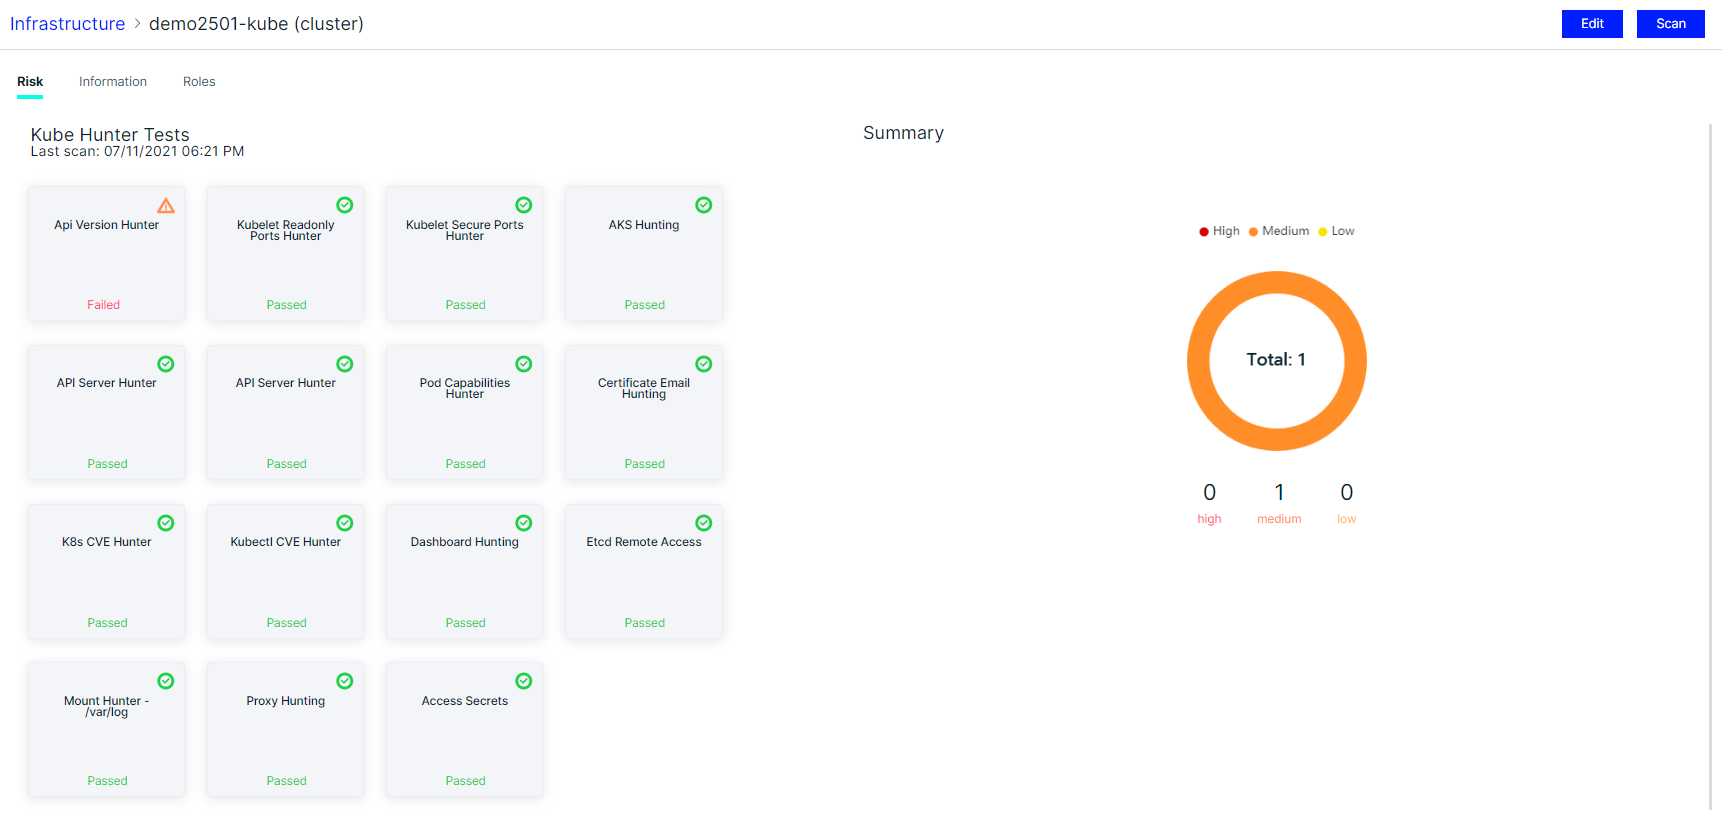 Infrastructure > demo2501-kube (cluster)
Edit
Scan
Risk
Information
Roles
Kube Hunter Tests
Last scan: 07/11/2021 06:21 PM
Api Version Hunter
Failed
Kubelet Readonly
Ports Hunter
Passed
Kubelet Secure Ports
Hunter
Passed
AKS Hunting
Passed
API Server Hunter
Passed
API Server Hunter
Passed
Pod Capabilities
Hunter
Passed
Certificate Email
Hunting
Passed
K8s CVE Hunter
Passed
Kubectl CVE Hunter
Passed
Dashboard Hunting
Passed
Etcd Remote Access
Passed
Mount Hunter -
/var/log
Passed
Proxy Hunting
Passed
Access Secrets
Passed
Summary
High
Medium
Low
Total: 1
0
high
1
medium
0
low